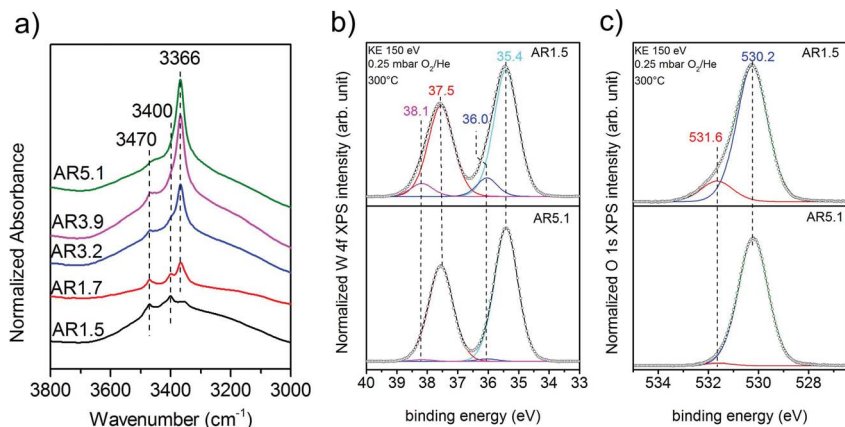 a)
3366
3400
3470
AR5.1
AR3.9
AR3.2
AR1.7
AR1.5
Normalized Absorbance
3800 3600 3400 3200 3000
Wavenumber (cm-1)
b)
KE 150 eV
0.25 mbar O2/He
300°C
AR1.5
35.4
37.5
38.1
36.0
AR5.1
Normalized W 4f XPS intensity (arb. unit)
40 39 38 37 36 35 34 33
binding energy (eV)
c)
KE 150 eV
0.25 mbar O2/He
300°C
AR1.5
530.2
531.6
AR5.1
Normalized O 1s XPS intensity (arb. unit)
534 532 530 528
binding energy (eV)